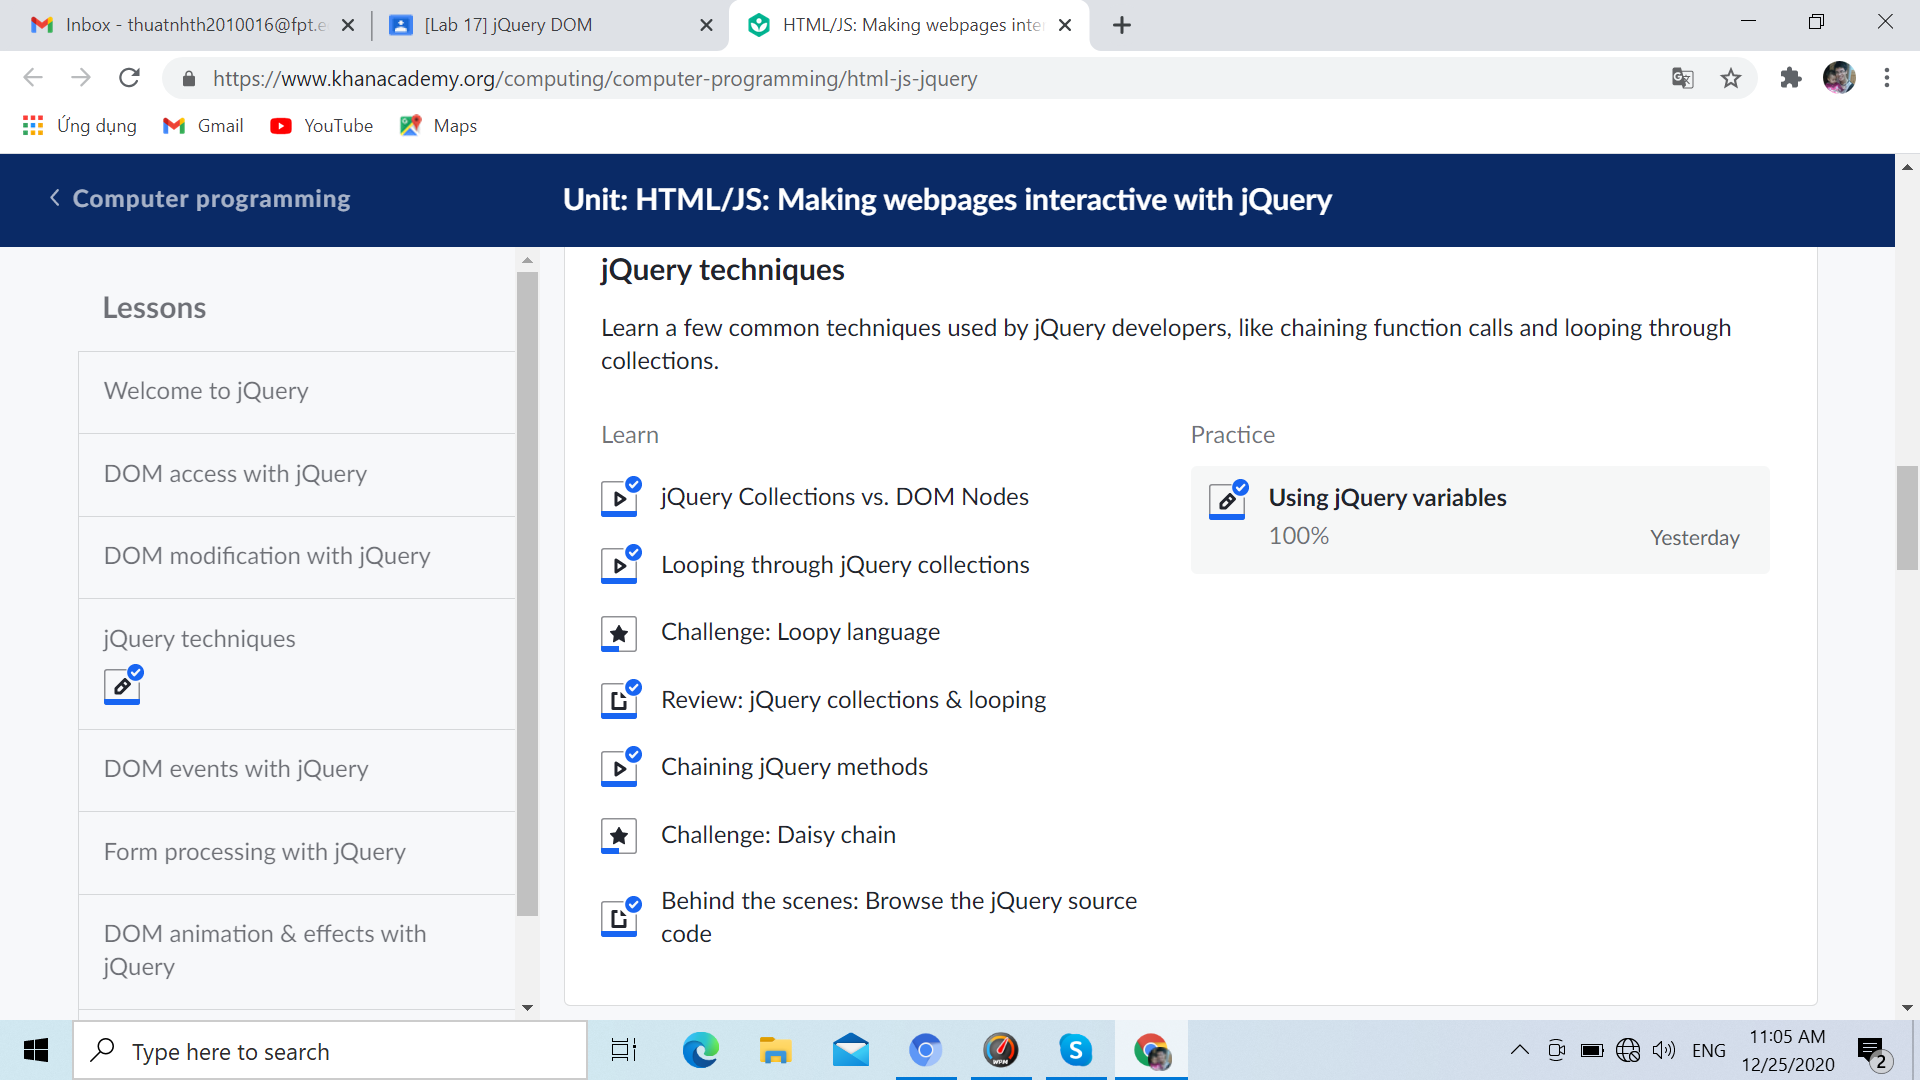 Inbox - thuatnhth2010016@fpt.e
[Lab 17] jQuery DOM
HTML/JS: Making webpages inte
https://www.khanacademy.org/computing/computer-programming/html-js-jquery
Ứng dụng
Gmail
YouTube
Maps
Computer programming
Unit: HTML/JS: Making webpages interactive with jQuery
Lessons
Welcome to jQuery
DOM access with jQuery
DOM modification with jQuery
jQuery techniques
DOM events with jQuery
Form processing with jQuery
DOM animation & effects with
jQuery
jQuery techniques
Learn a few common techniques used by jQuery developers, like chaining function calls and looping through
collections.
Learn
jQuery Collections vs. DOM Nodes
Looping through jQuery collections
Challenge: Loopy language
Review: jQuery collections & looping
Chaining jQuery methods
Challenge: Daisy chain
Behind the scenes: Browse the jQuery source
code
Practice
Using jQuery variables
100%
Yesterday
Type here to search
WPM
ENG
11:05 AM
12/25/2020
2